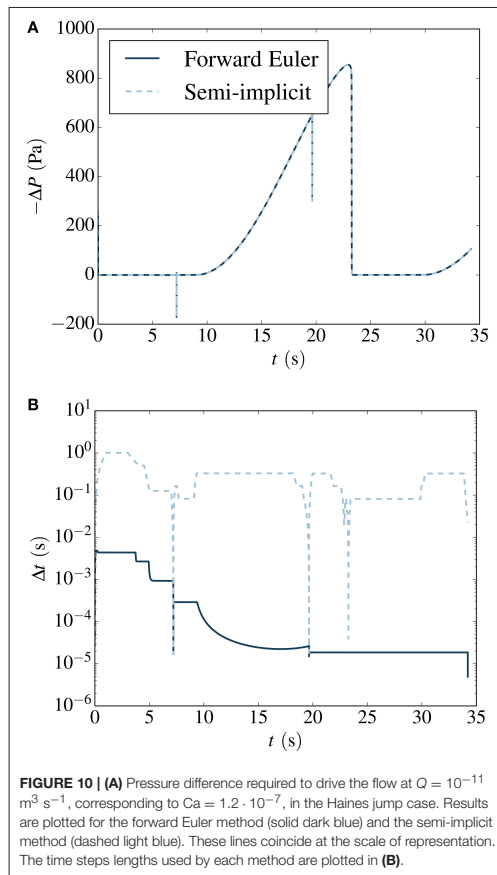 A
1000
800
600
400
200
0
−200
−ΔP (Pa)
Forward Euler
Semi-implicit
0 5 10 15 20 25 30 35
t (s)
B
10^1
10^0
10^−1
10^−2
10^−3
10^−4
10^−5
10^−6
Δt (s)
0 5 10 15 20 25 30 35
t (s)
FIGURE 10 | (A) Pressure difference required to drive the flow at Q = 10^−11
m^3 s^−1, corresponding to Ca = 1.2 · 10^−7, in the Haines jump case. Results
are plotted for the forward Euler method (solid dark blue) and the semi-implicit
method (dashed light blue). These lines coincide at the scale of representation.
The time steps lengths used by each method are plotted in (B).